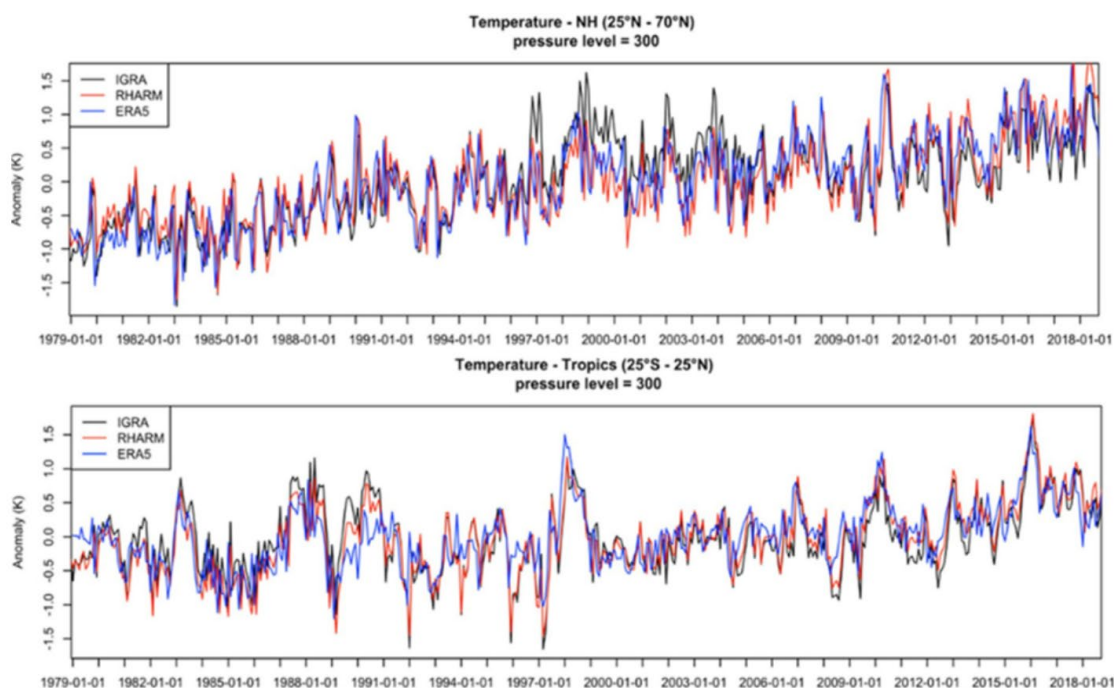 Temperature - NH (25°N - 70°N)
pressure level = 300
IGRA
RHARM
ERA5
Anomaly (K)
1.5
1.0
0.5
0.0
-0.5
-1.0
-1.5
1979-01-01 1982-01-01 1985-01-01 1988-01-01 1991-01-01 1994-01-01 1997-01-01 2000-01-01 2003-01-01 2006-01-01 2009-01-01 2012-01-01 2015-01-01 2018-01-01
Temperature - Tropics (25°S - 25°N)
pressure level = 300
IGRA
RHARM
ERA5
Anomaly (K)
1.5
1.0
0.5
0.0
-0.5
-1.0
-1.5
1979-01-01 1982-01-01 1985-01-01 1988-01-01 1991-01-01 1994-01-01 1997-01-01 2000-01-01 2003-01-01 2006-01-01 2009-01-01 2012-01-01 2015-01-01 2018-01-01